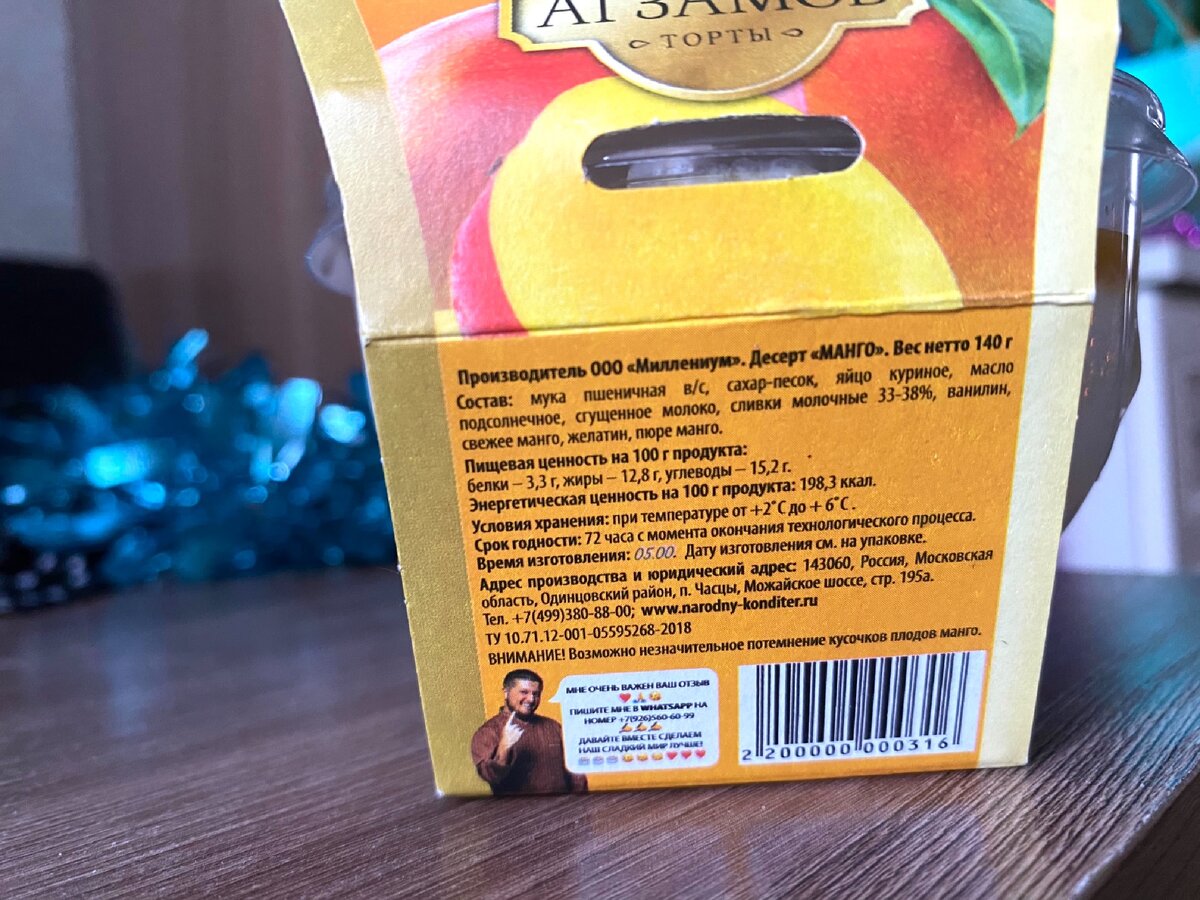 АГЗАМОВ
ТОРТЫ
Производитель ООО «Миллениум». Десерт «МАНГО». Вес нетто 140 г
Состав: мука пшеничная в/с, сахар-песок, яйцо куриное, масло
подсолнечное, сгущенное молоко, сливки молочные 33-38%, ванилин,
свежее манго, желатин, пюре манго.
Пищевая ценность на 100 г продукта:
белки – 3,3 г, жиры – 12,8 г, углеводы – 15,2 г.
Энергетическая ценность на 100 г продукта: 198,3 ккал.
Условия хранения: при температуре от +2˚С до + 6˚С.
Срок годности: 72 часа с момента окончания технологического процесса.
Время изготовления: 05.00. Дату изготовления см. на упаковке.
Адрес производства и юридический адрес: 143060, Россия, Московская
область, Одинцовский район, п. Часцы, Можайское шоссе, стр. 195а.
Тел. +7(499)380-88-00; www.narodny-konditer.ru
ТУ 10.71.12-001-05595268-2018
ВНИМАНИЕ! Возможно незначительное потемнение кусочков плодов манго.
МНЕ ОЧЕНЬ ВАЖЕН ВАШ ОТЗЫВ
❤️🙏😘
ПИШИТЕ МНЕ В WHATSAPP НА
НОМЕР +7(926)560-60-99
ДАВАЙТЕ ВМЕСТЕ СДЕЛАЕМ
НАШ СЛАДКИЙ МИР ЛУЧШЕ!
2 200000 000316